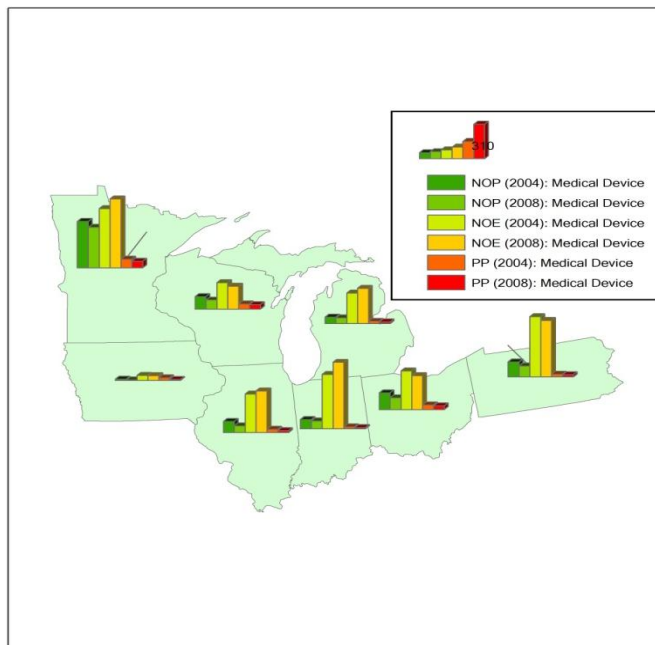 310
NOP (2004): Medical Device
NOP (2008): Medical Device
NOE (2004): Medical Device
NOE (2008): Medical Device
PP (2004): Medical Device
PP (2008): Medical Device